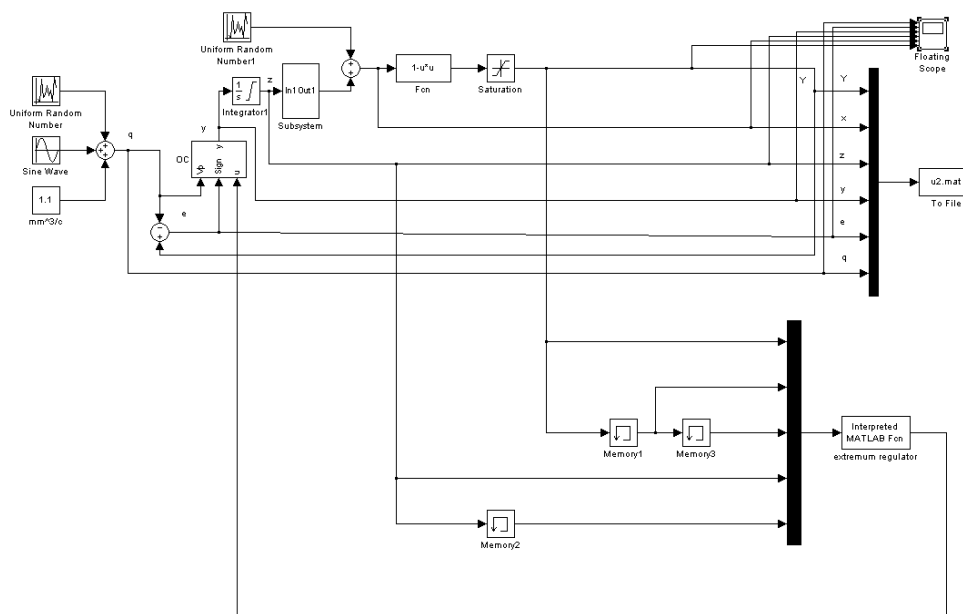 Uniform Random
Number1
Floating
Scope
1-u*u
Fcn
Saturation
z
1
s
Integrator1
In1 Out1
Subsystem
Y
Y
Uniform Random
Number
q
x
y
OC
y
Vp
Sign
u
z
Sine Wave
1.1
mm^3/c
u2.mat
To File
y
e
e
q
Memory1
Memory3
Interpreted
MATLAB Fcn
extremum regulator
Memory2